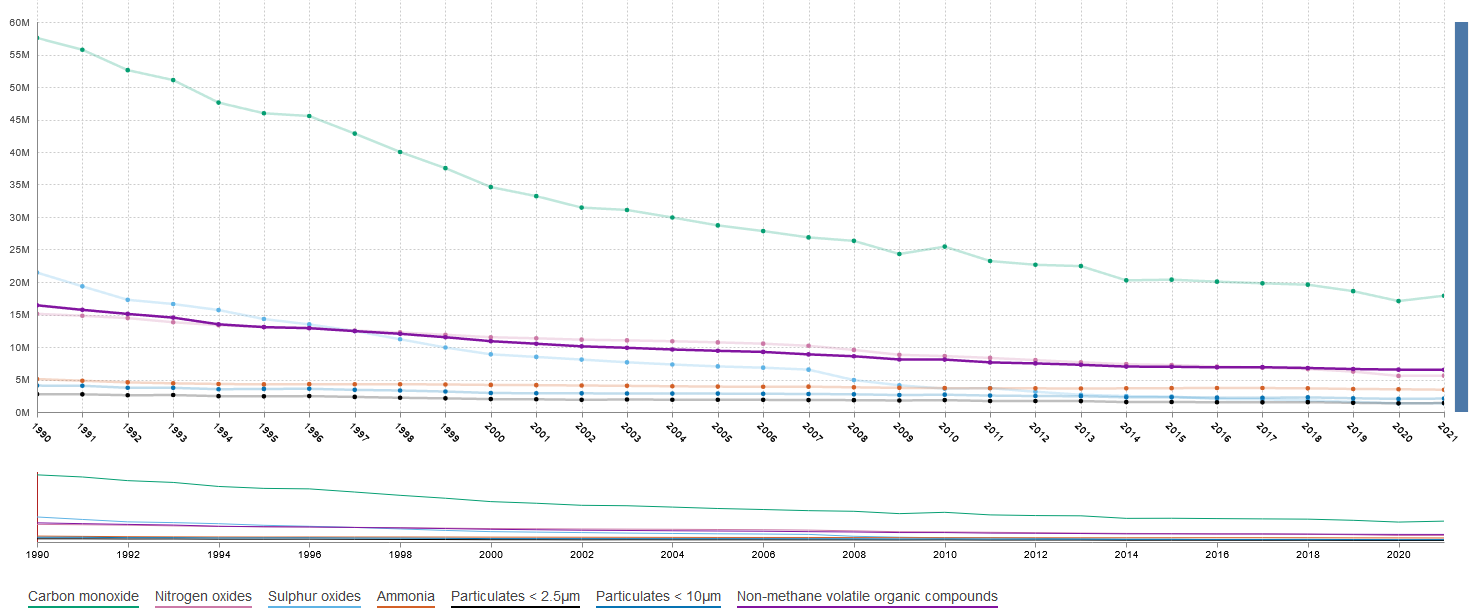 60M
55M
50M
45M
40M
35M
30M
25M
20M
15M
10M
5M
0M
1990 1991 1992 1993 1994 1995 1996 1997 1998 1999 2000 2001 2002 2003 2004 2005 2006 2007 2008 2009 2010 2011 2012 2013 2014 2015 2016 2017 2018 2019 2020 2021
1990 1992 1994 1996 1998 2000 2002 2004 2006 2008 2010 2012 2014 2016 2018 2020
Carbon monoxide Nitrogen oxides Sulphur oxides Ammonia Particulates < 2.5µm Particulates < 10µm Non-methane volatile organic compounds